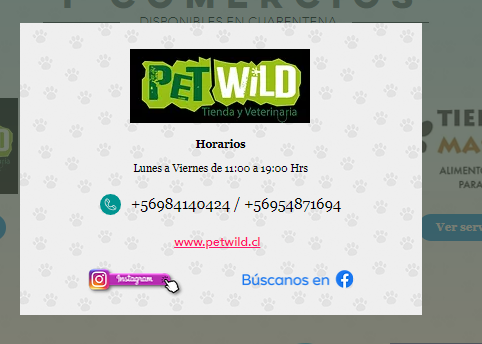 Y COMERCIOS
DISPONIBLES EN CUARENTENA
PET WILD
Tienda y Veterinaria
Horarios
Lunes a Viernes de 11:00 a 19:00 Hrs
+56984140424 / +56954871694
www.petwild.cl
Instagram
Búscanos en
TIEN
MA
ALIMENTO
PARA
Ver serv